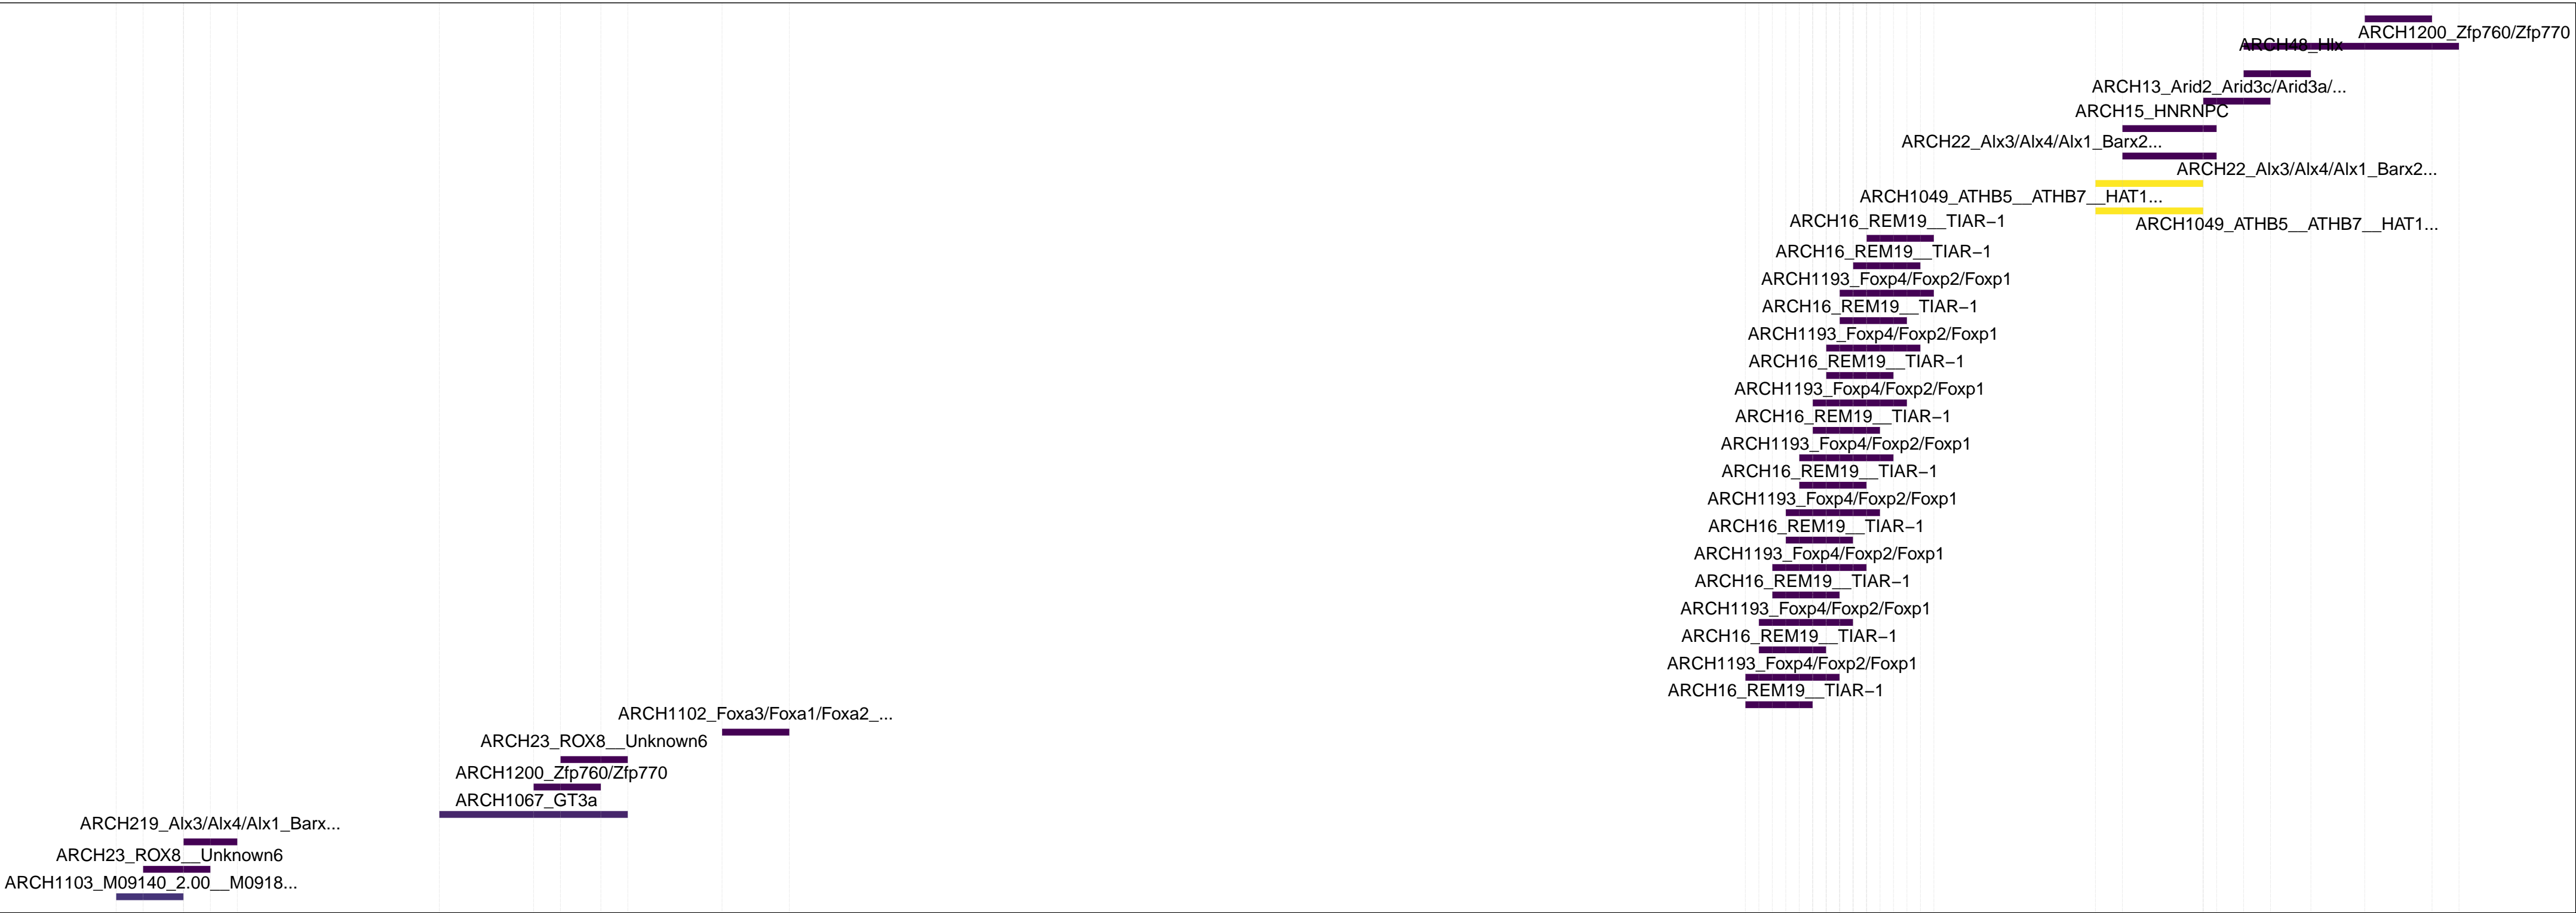 ARCH1200_Zfp760/Zfp770
ARCH48_Hlx
ARCH13_Arid2_Arid3c/Arid3a/...
ARCH15_HNRNPC
ARCH22_Alx3/Alx4/Alx1_Barx2...
ARCH22_Alx3/Alx4/Alx1_Barx2...
ARCH1049_ATHB5__ATHB7__HAT1...
ARCH16_REM19__TIAR−1
ARCH1049_ATHB5__ATHB7__HAT1...
ARCH16_REM19__TIAR−1
ARCH1193_Foxp4/Foxp2/Foxp1
ARCH16_REM19__TIAR−1
ARCH1193_Foxp4/Foxp2/Foxp1
ARCH16_REM19__TIAR−1
ARCH1193_Foxp4/Foxp2/Foxp1
ARCH16_REM19__TIAR−1
ARCH1193_Foxp4/Foxp2/Foxp1
ARCH16_REM19__TIAR−1
ARCH1193_Foxp4/Foxp2/Foxp1
ARCH16_REM19__TIAR−1
ARCH1193_Foxp4/Foxp2/Foxp1
ARCH16_REM19__TIAR−1
ARCH1193_Foxp4/Foxp2/Foxp1
ARCH16_REM19__TIAR−1
ARCH1193_Foxp4/Foxp2/Foxp1
ARCH16_REM19__TIAR−1
ARCH1102_Foxa3/Foxa1/Foxa2_...
ARCH23_ROX8__Unknown6
ARCH1200_Zfp760/Zfp770
ARCH1067_GT3a
ARCH219_Alx3/Alx4/Alx1_Barx...
ARCH23_ROX8__Unknown6
ARCH1103_M09140_2.00__M0918...